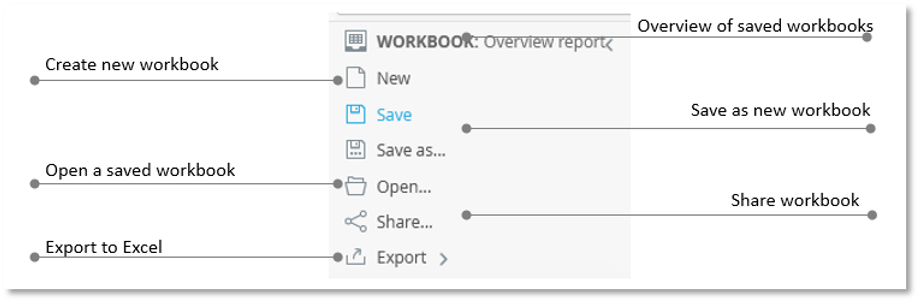 Overview of saved workbooks
WORKBOOK: Overview report
Create new workbook
New
Save as new workbook
Save
Save as...
Open a saved workbook
Open...
Share workbook
Share...
Export to Excel
Export